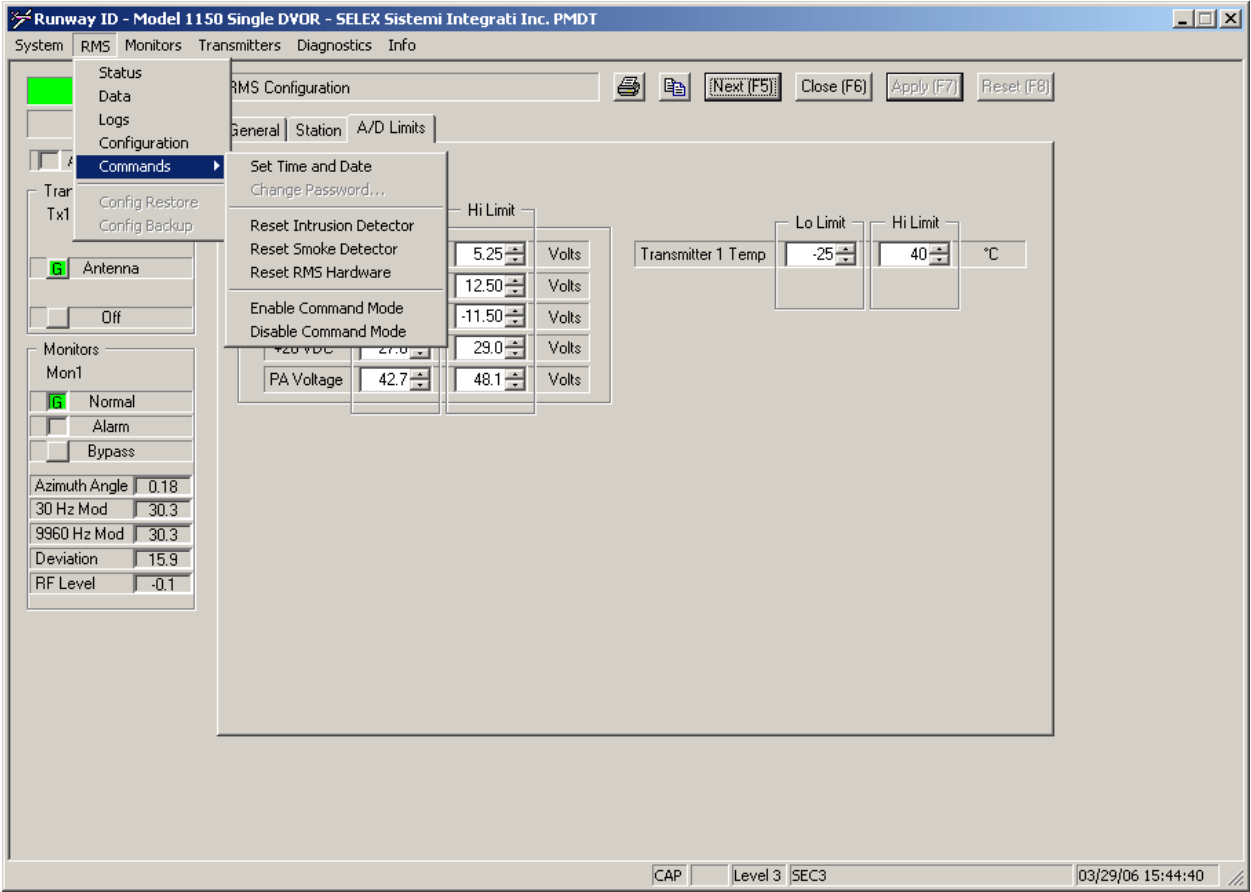 Runway ID - Model 1150 Single DVOR - SELEX Sistemi Integrati Inc. PMDT
System RMS Monitors Transmitters Diagnostics Info
Status
Data
Logs
Configuration
Commands
Config Restore
Config Backup
Set Time and Date
Change Password...
Reset Intrusion Detector
Reset Smoke Detector
Reset RMS Hardware
Enable Command Mode
Disable Command Mode
RMS Configuration
Next (F5) Close (F6) Apply (F7) Reset (F8)
General Station A/D Limits
Tx1
G Antenna
Off
Monitors
Mon1
G Normal
Alarm
Bypass
Azimuth Angle 0.18
30 Hz Mod 30.3
9960 Hz Mod 30.3
Deviation 15.9
RF Level -0.1
Hi Limit
5.25 Volts
12.50 Volts
-11.50 Volts
29.0 Volts
PA Voltage 42.7 48.1 Volts
Lo Limit Hi Limit
Transmitter 1 Temp -25 40 °C
CAP Level 3 SEC3 03/29/06 15:44:40